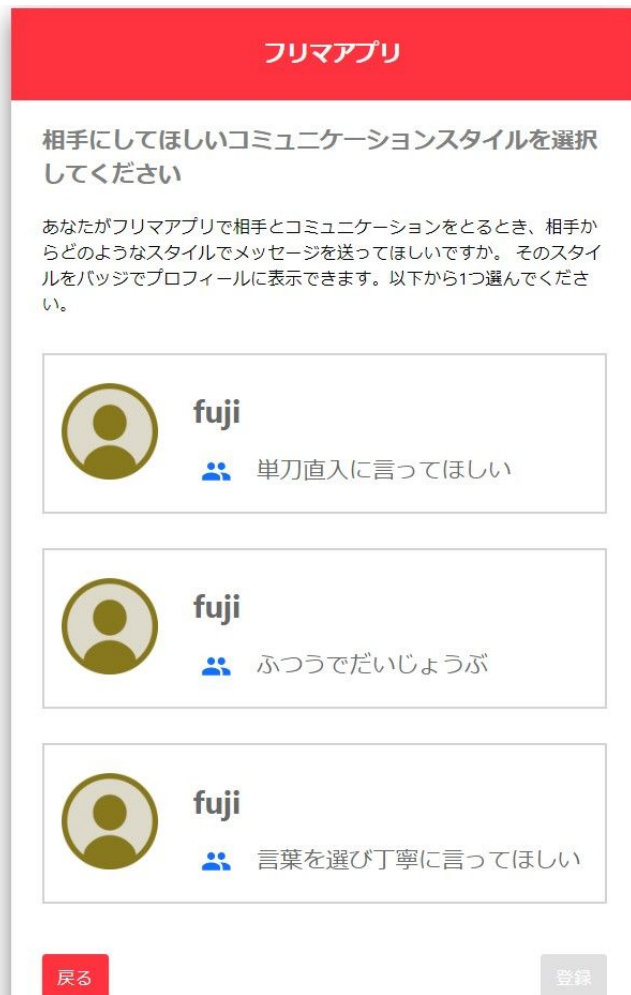 フリマアプリ
相手にしてほしいコミュニケーションスタイルを選択
してください
あなたがフリマアプリで相手とコミュニケーションをとるとき、相手か
らどのようなスタイルでメッセージを送ってほしいですか。 そのスタイ
ルをバッジでプロフィールに表示できます。以下から1つ選んでくださ
い。
fuji
単刀直入に言ってほしい
fuji
ふつうでだいじょうぶ
fuji
言葉を選び丁寧に言ってほしい
戻る
登録